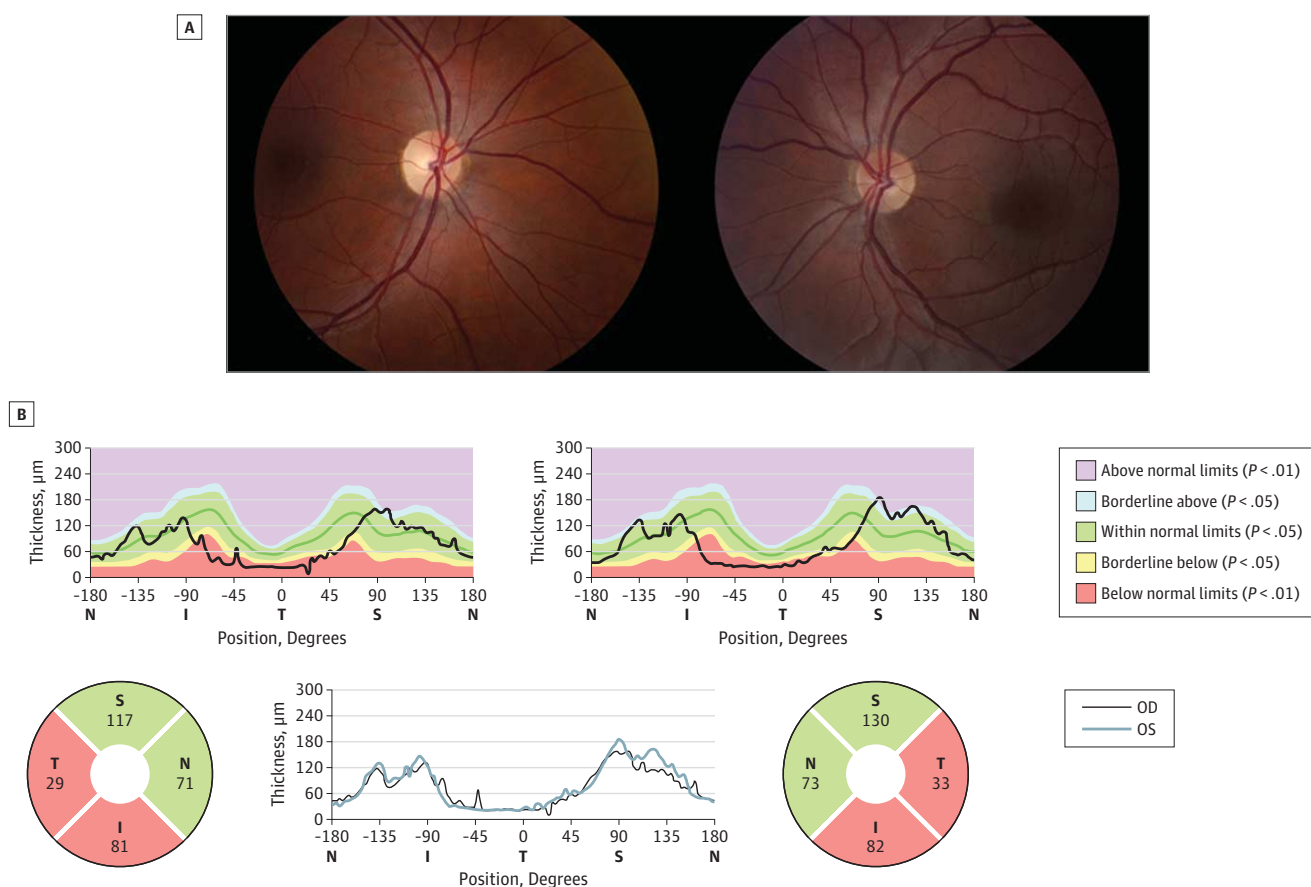 A
B
300
240
180
120
60
0
Thickness, μm
-180 -135 -90 -45 0 45 90 135 180
N I T S N
Position, Degrees
300
240
180
120
60
0
Thickness, μm
-180 -135 -90 -45 0 45 90 135 180
N I T S N
Position, Degrees
Above normal limits (P < .01)
Borderline above (P < .05)
Within normal limits (P < .05)
Borderline below (P < .05)
Below normal limits (P < .01)
S
117
T
29
N
71
I
81
300
240
180
120
60
0
Thickness, μm
-180 -135 -90 -45 0 45 90 135 180
N I T S N
Position, Degrees
S
130
N
73
T
33
I
82
OD
OS